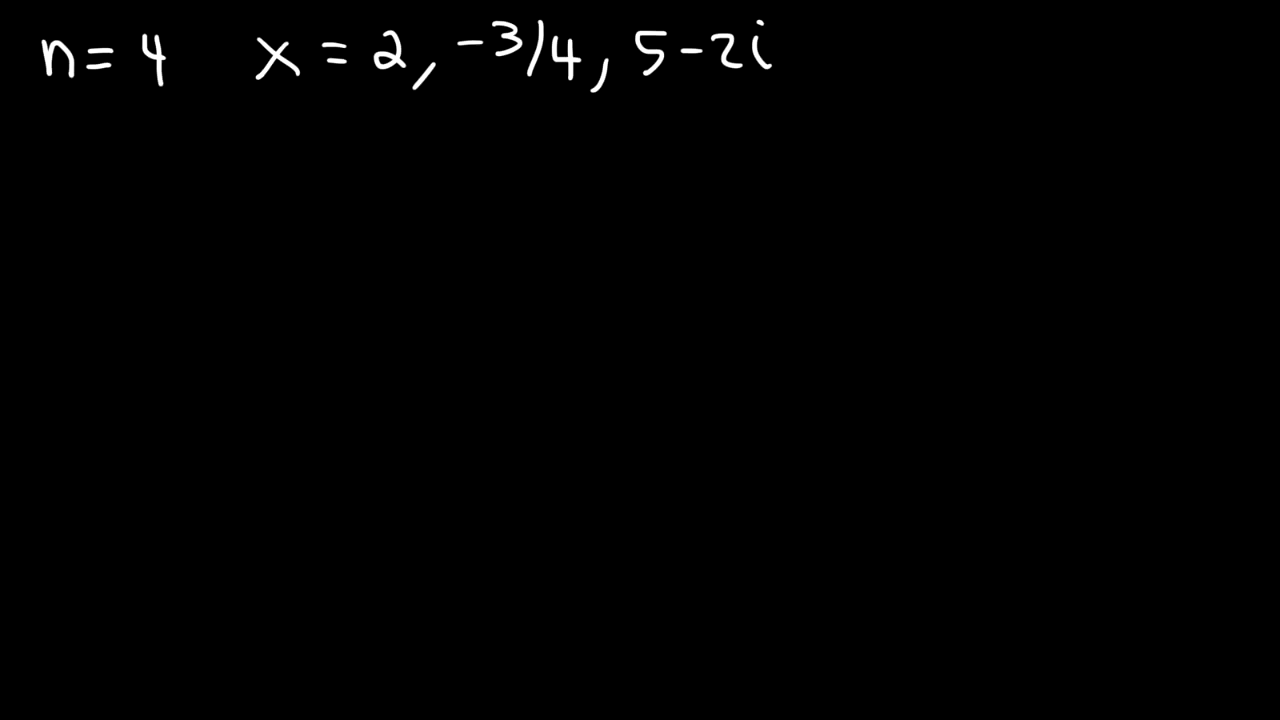 n = 4 x = 2, -3/4, 5-2i